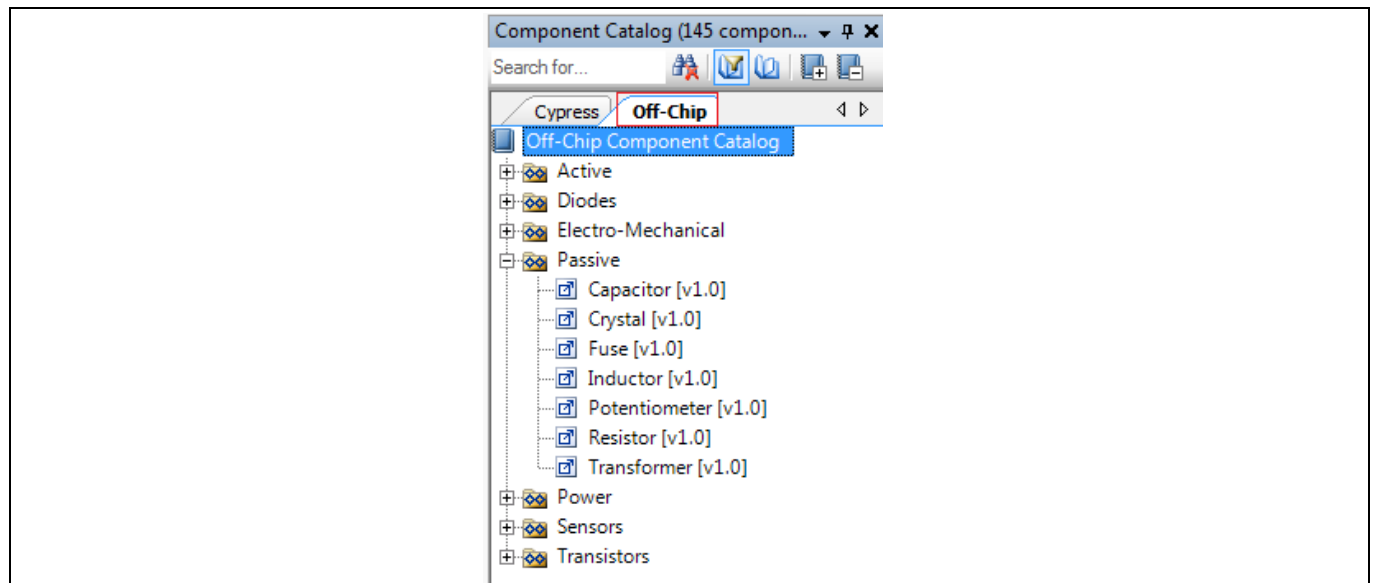 Component Catalog (145 compon...
Search for...
Cypress Off-Chip
Off-Chip Component Catalog
Active
Diodes
Electro-Mechanical
Passive
Capacitor [v1.0]
Crystal [v1.0]
Fuse [v1.0]
Inductor [v1.0]
Potentiometer [v1.0]
Resistor [v1.0]
Transformer [v1.0]
Power
Sensors
Transistors